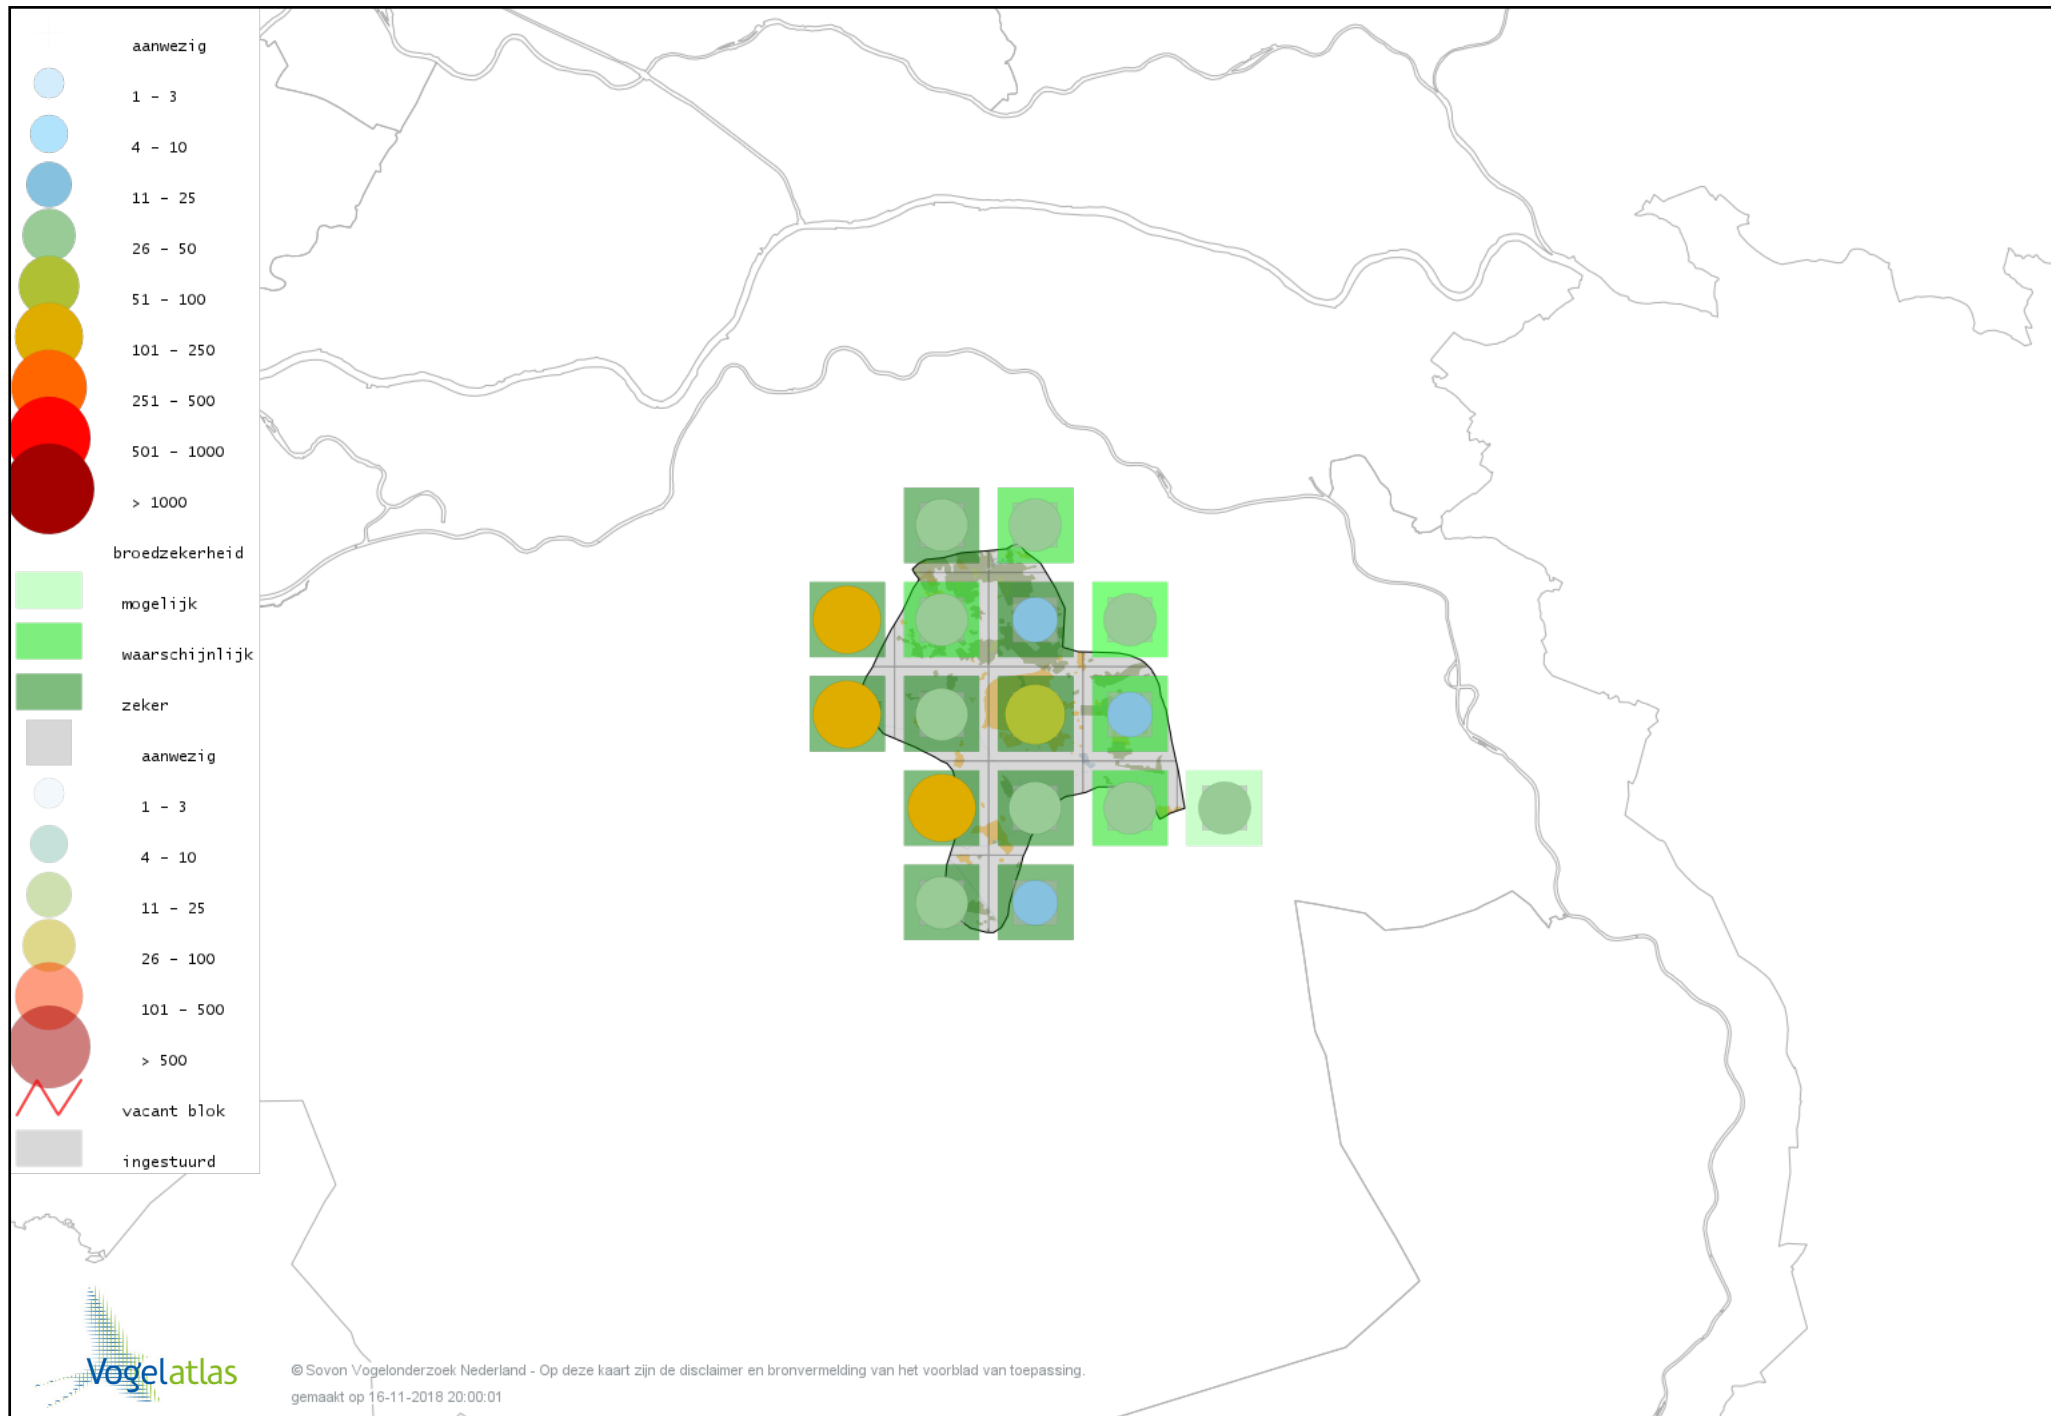 aanwezig
1 - 3
4 - 10
11 - 25
26 - 50
51 - 100
101 - 250
251 - 500
501 - 1000
> 1000
broedzekerheid
mogelijk
waarschijnlijk
zeker
aanwezig
1 - 3
4 - 10
11 - 25
26 - 100
101 - 500
> 500
vacant blok
ingestuurd
Vogelatlas
© Sovon Vogelonderzoek Nederland - Op deze kaart zijn de disclaimer en bronvermelding van het voorblad van toepassing.
gemaakt op 16-11-2018 20:00:01